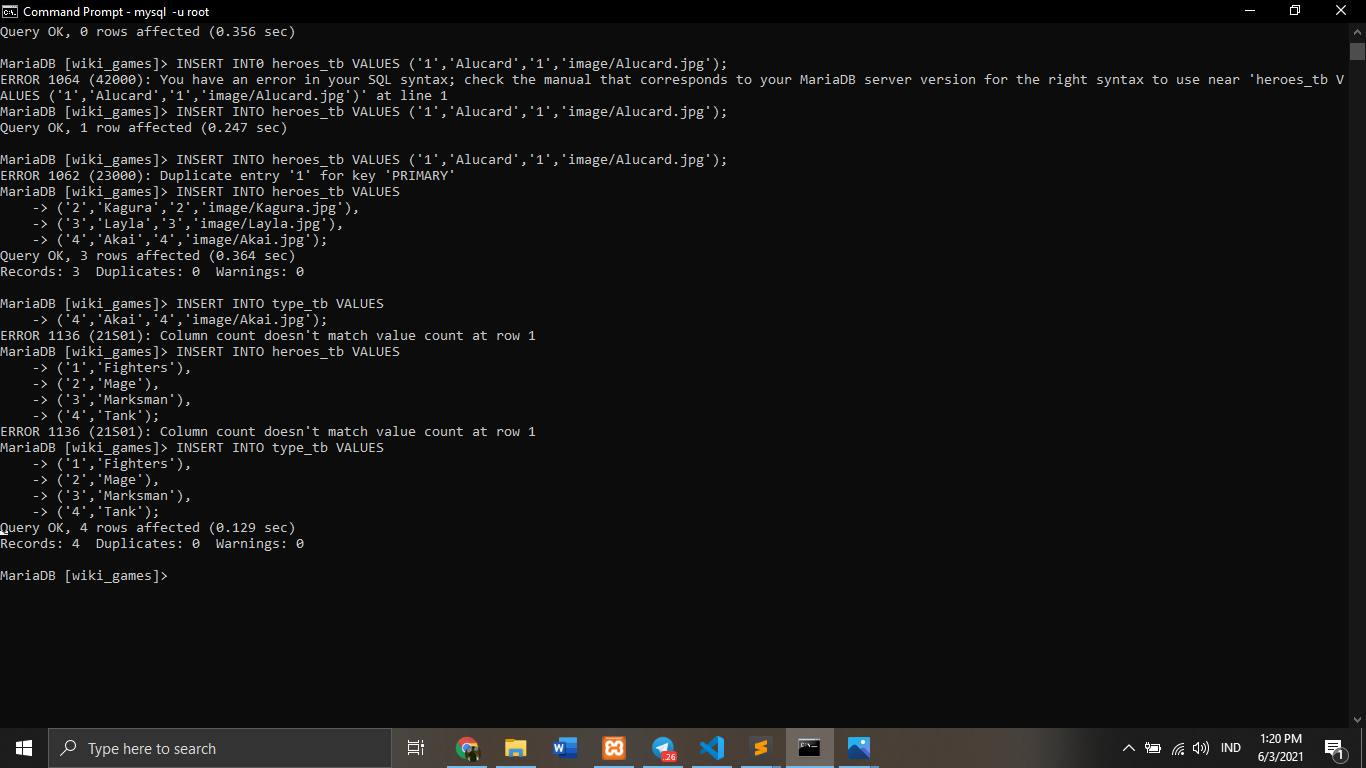 Command Prompt - mysql  -u root
Query OK, 0 rows affected (0.356 sec)
MariaDB [wiki_games]> INSERT INT0 heroes_tb VALUES ('1','Alucard','1','image/Alucard.jpg');
ERROR 1064 (42000): You have an error in your SQL syntax; check the manual that corresponds to your MariaDB server version for the right syntax to use near 'heroes_tb V
ALUES ('1','Alucard','1','image/Alucard.jpg')' at line 1
MariaDB [wiki_games]> INSERT INTO heroes_tb VALUES ('1','Alucard','1','image/Alucard.jpg');
Query OK, 1 row affected (0.247 sec)
MariaDB [wiki_games]> INSERT INTO heroes_tb VALUES ('1','Alucard','1','image/Alucard.jpg');
ERROR 1062 (23000): Duplicate entry '1' for key 'PRIMARY'
MariaDB [wiki_games]> INSERT INTO heroes_tb VALUES
    -> ('2','Kagura','2','image/Kagura.jpg'),
    -> ('3','Layla','3','image/Layla.jpg'),
    -> ('4','Akai','4','image/Akai.jpg');
Query OK, 3 rows affected (0.364 sec)
Records: 3  Duplicates: 0  Warnings: 0
MariaDB [wiki_games]> INSERT INTO type_tb VALUES
    -> ('4','Akai','4','image/Akai.jpg');
ERROR 1136 (21S01): Column count doesn't match value count at row 1
MariaDB [wiki_games]> INSERT INTO heroes_tb VALUES
    -> ('1','Fighters'),
    -> ('2','Mage'),
    -> ('3','Marksman'),
    -> ('4','Tank');
ERROR 1136 (21S01): Column count doesn't match value count at row 1
MariaDB [wiki_games]> INSERT INTO type_tb VALUES
    -> ('1','Fighters'),
    -> ('2','Mage'),
    -> ('3','Marksman'),
    -> ('4','Tank');
Query OK, 4 rows affected (0.129 sec)
Records: 4  Duplicates: 0  Warnings: 0
MariaDB [wiki_games]>
Type here to search
.26
IND
1:20 PM
6/3/2021
1